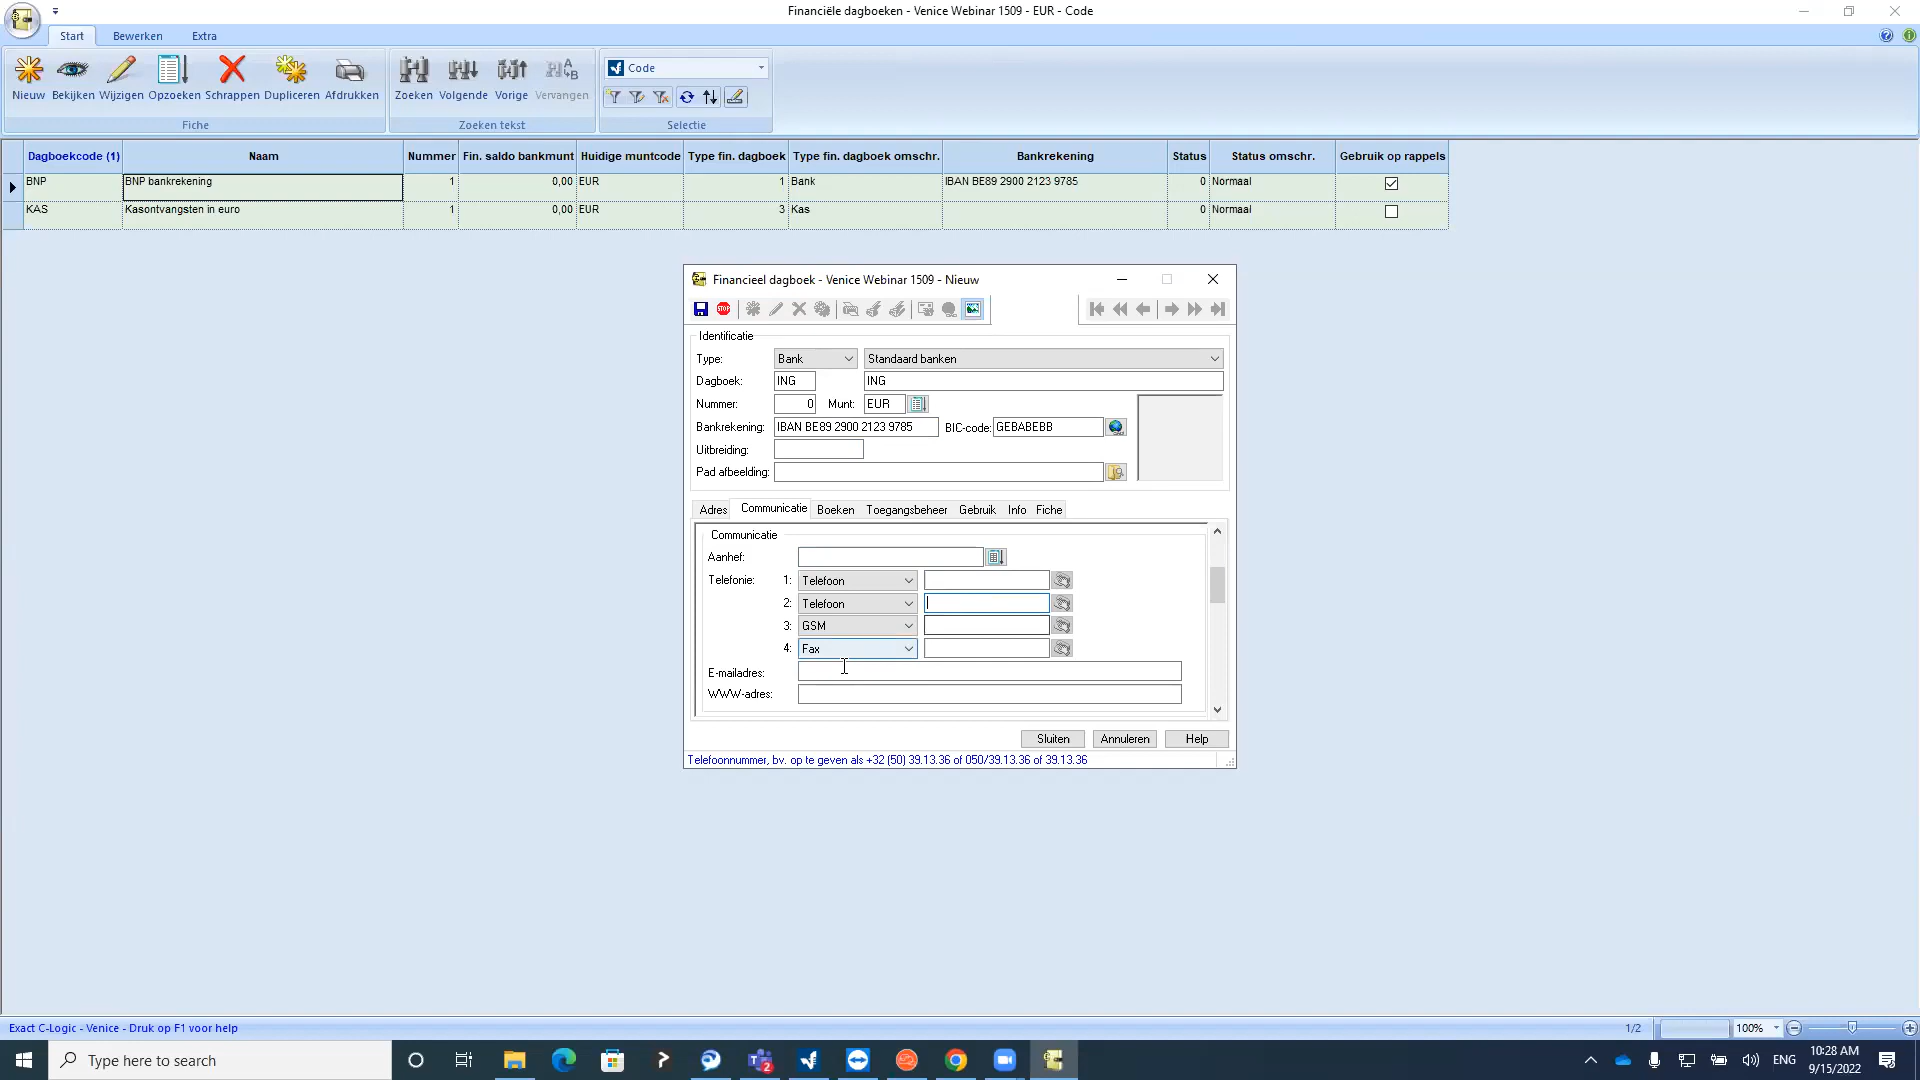 Financiële dagboeken - Venice Webinar 1509 - EUR - Code
Start Bewerken Extra
Nieuw Bekijken Wijzigen Opzoeken Schrappen Dupliceren Afdrukken Zoeken Volgende Vorige Vervangen
Code
Fiche Zoeken tekst Selectie
Dagboekcode (1) Naam Nummer Fin. saldo bankmunt Huidige muntcode Type fin. dagboek Type fin. dagboek omschr. Bankrekening Status Status omschr. Gebruik op rappels
BNP BNP bankrekening 1 0,00 EUR 1 Bank IBAN BE89 2900 2123 9785 0 Normaal
KAS Kasontvangsten in euro 1 0,00 EUR 3 Kas 0 Normaal
Financieel dagboek - Venice Webinar 1509 - Nieuw
STOP
Identificatie
Type: Bank Standaard banken
Dagboek: ING ING
Nummer: 0 Munt: EUR
Bankrekening: IBAN BE89 2900 2123 9785 BIC-code: GEBABEBB
Uitbreiding:
Pad afbeelding:
Adres Communicatie Boeken Toegangsbeheer Gebruik Info Fiche
Communicatie
Aanhef:
Telefonie: 1: Telefoon
2: Telefoon
3: GSM
4: Fax
E-mailadres:
WWW-adres:
Sluiten Annuleren Help
Telefoonnummer, bv. op te geven als +32 (50) 39.13.36 of 050/39.13.36 of 39.13.36
Exact C-Logic - Venice - Druk op F1 voor help 1/2 100%
Type here to search ENG 10:28 AM
9/15/2022